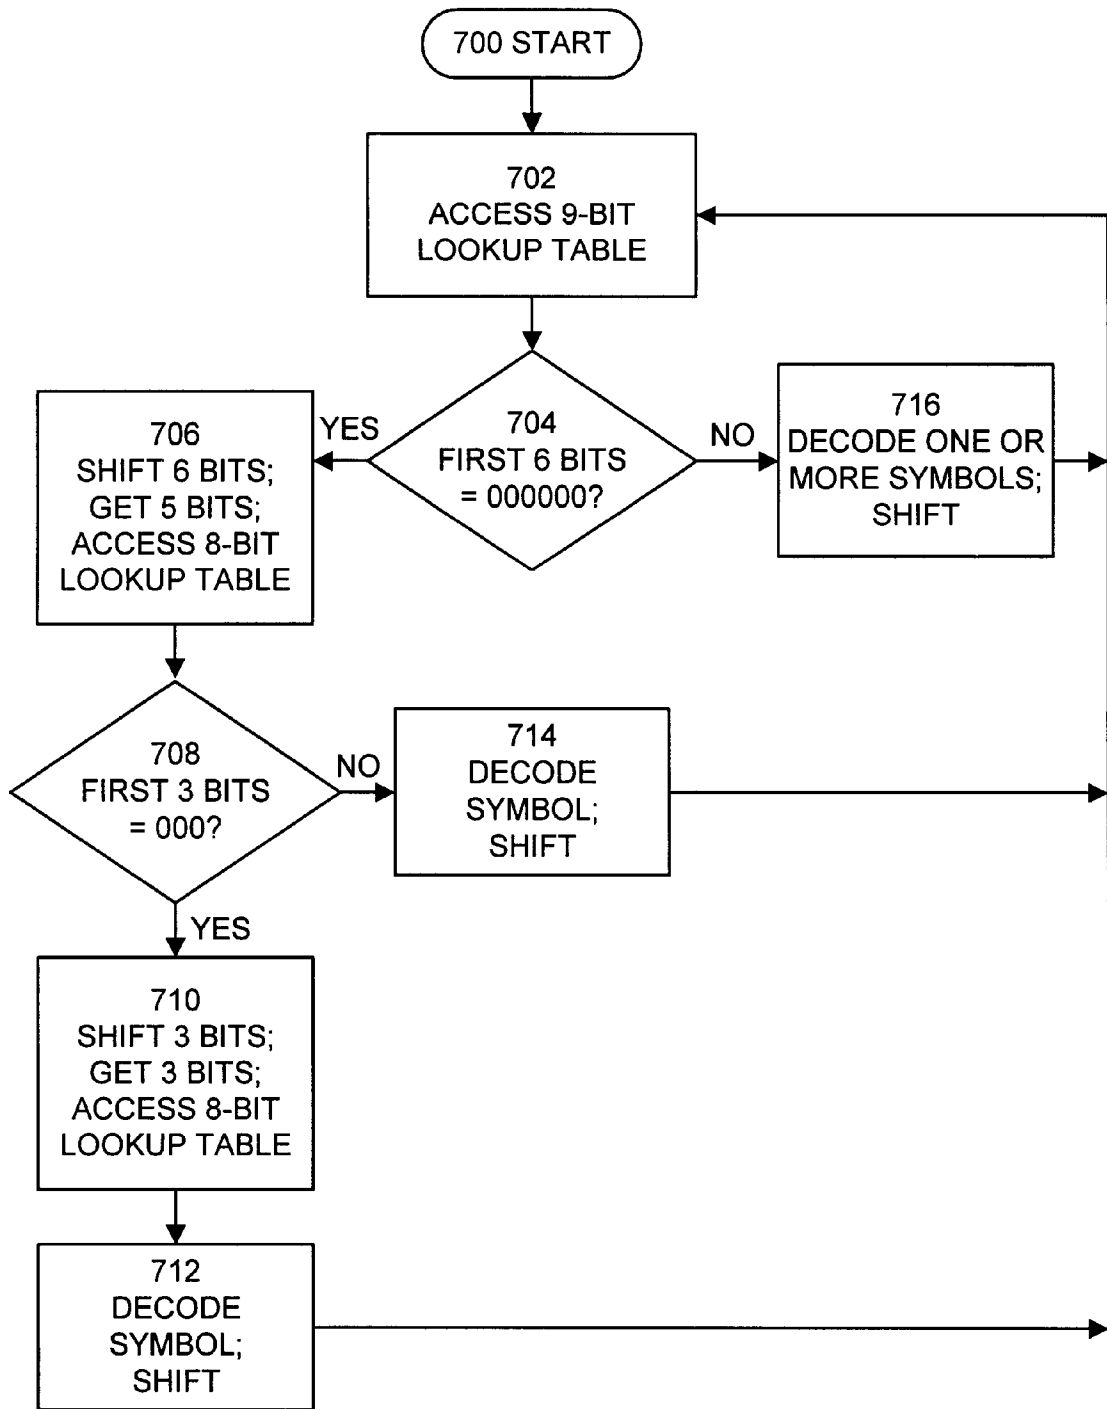 700 START
702
ACCESS 9-BIT
LOOKUP TABLE
704
FIRST 6 BITS
= 000000?
YES
NO
706
SHIFT 6 BITS;
GET 5 BITS;
ACCESS 8-BIT
LOOKUP TABLE
716
DECODE ONE OR
MORE SYMBOLS;
SHIFT
708
FIRST 3 BITS
= 000?
NO
YES
714
DECODE
SYMBOL;
SHIFT
710
SHIFT 3 BITS;
GET 3 BITS;
ACCESS 8-BIT
LOOKUP TABLE
712
DECODE
SYMBOL;
SHIFT